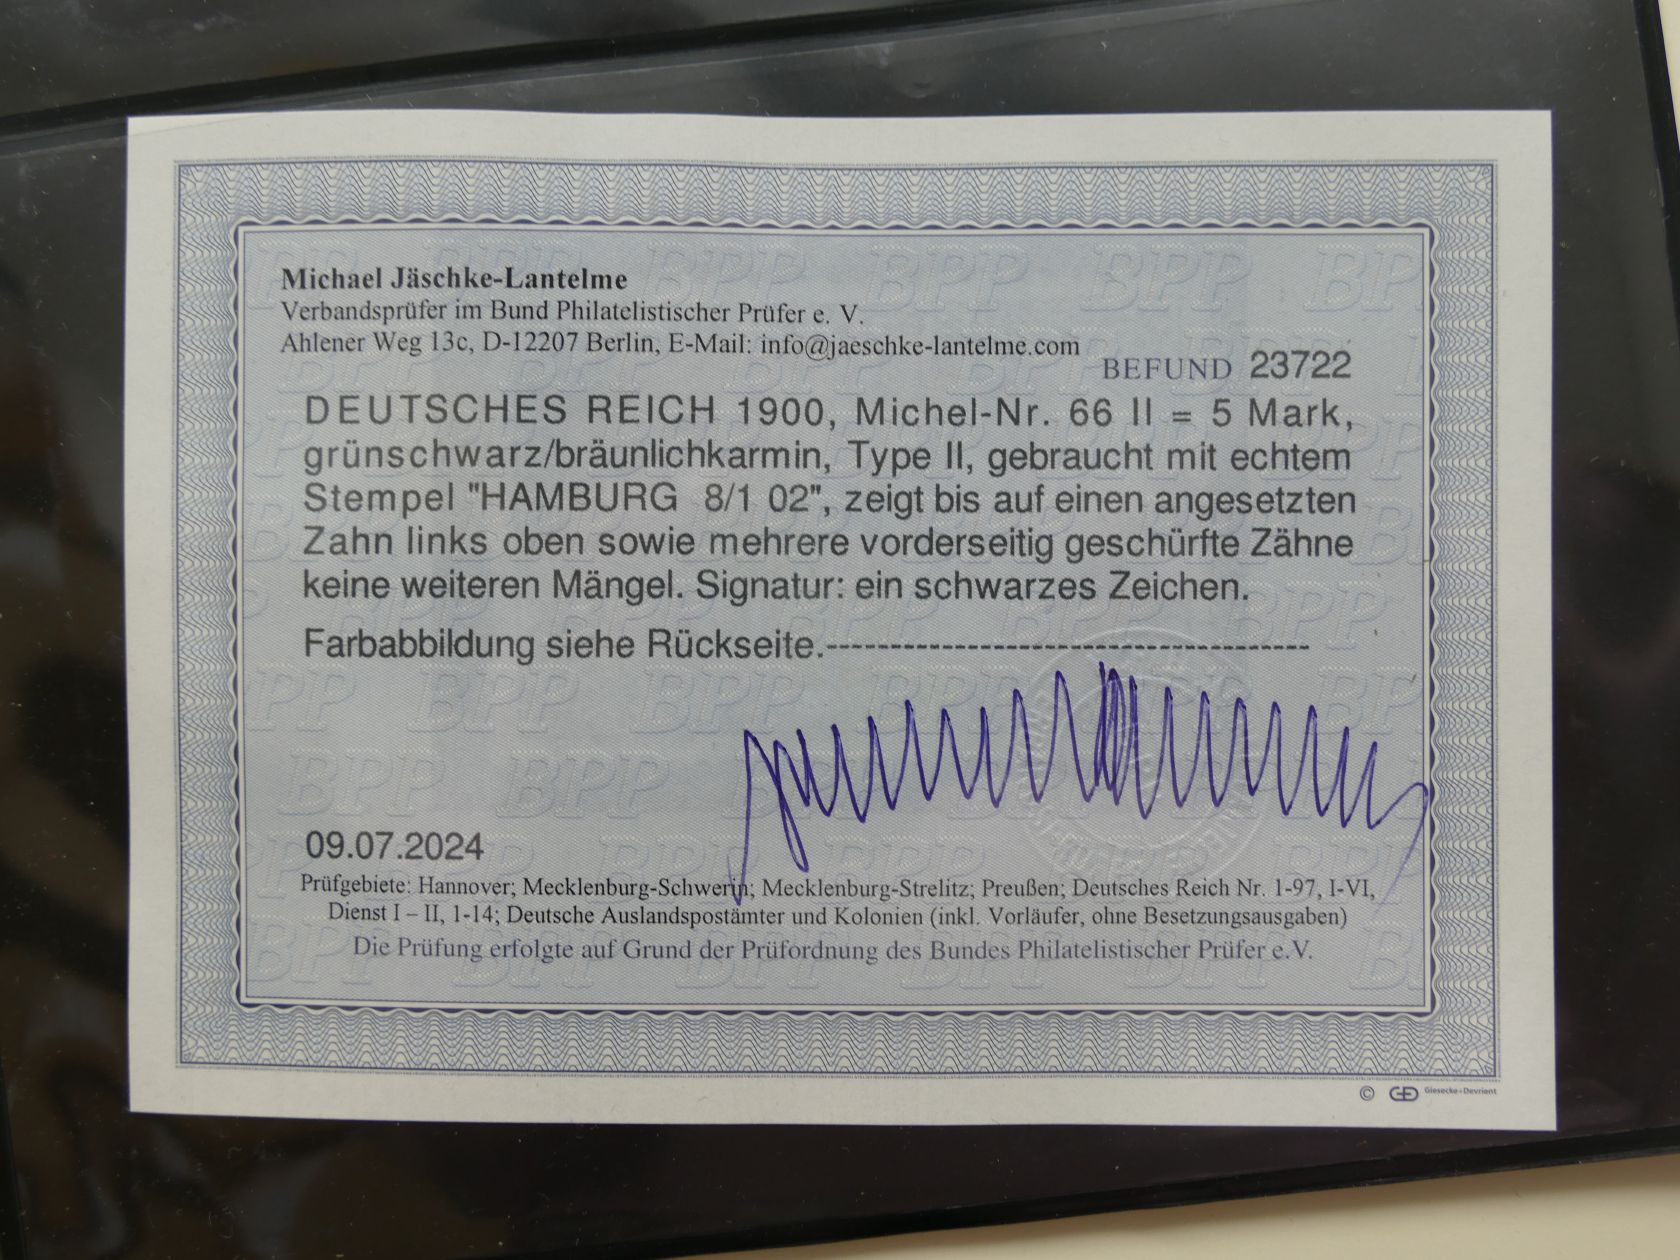 Michael Jäschke-Lantelme
Verbandsprüfer im Bund Philatelistischer Prüfer e. V.
Ahlener Weg 13c, D-12207 Berlin, E-Mail: info@jaeschke-lantelme.com
BEFUND 23722
DEUTSCHES REICH 1900, Michel-Nr. 66 II = 5 Mark,
grünschwarz/bräunlichkarmin, Type II, gebraucht mit echtem
Stempel "HAMBURG 8/1 02", zeigt bis auf einen angesetzten
Zahn links oben sowie mehrere vorderseitig geschürfte Zähne
keine weiteren Mängel. Signatur: ein schwarzes Zeichen.
Farbabbildung siehe Rückseite.--------------------------------------
09.07.2024
Prüfgebiete: Hannover; Mecklenburg-Schwerin; Mecklenburg-Strelitz; Preußen; Deutsches Reich Nr. 1-97, I-VI,
Dienst I – II, 1-14; Deutsche Auslandspostämter und Kolonien (inkl. Vorläufer, ohne Besetzungsausgaben)
Die Prüfung erfolgte auf Grund der Prüfordnung des Bundes Philatelistischer Prüfer e.V.
© GD Giesecke+Devrient